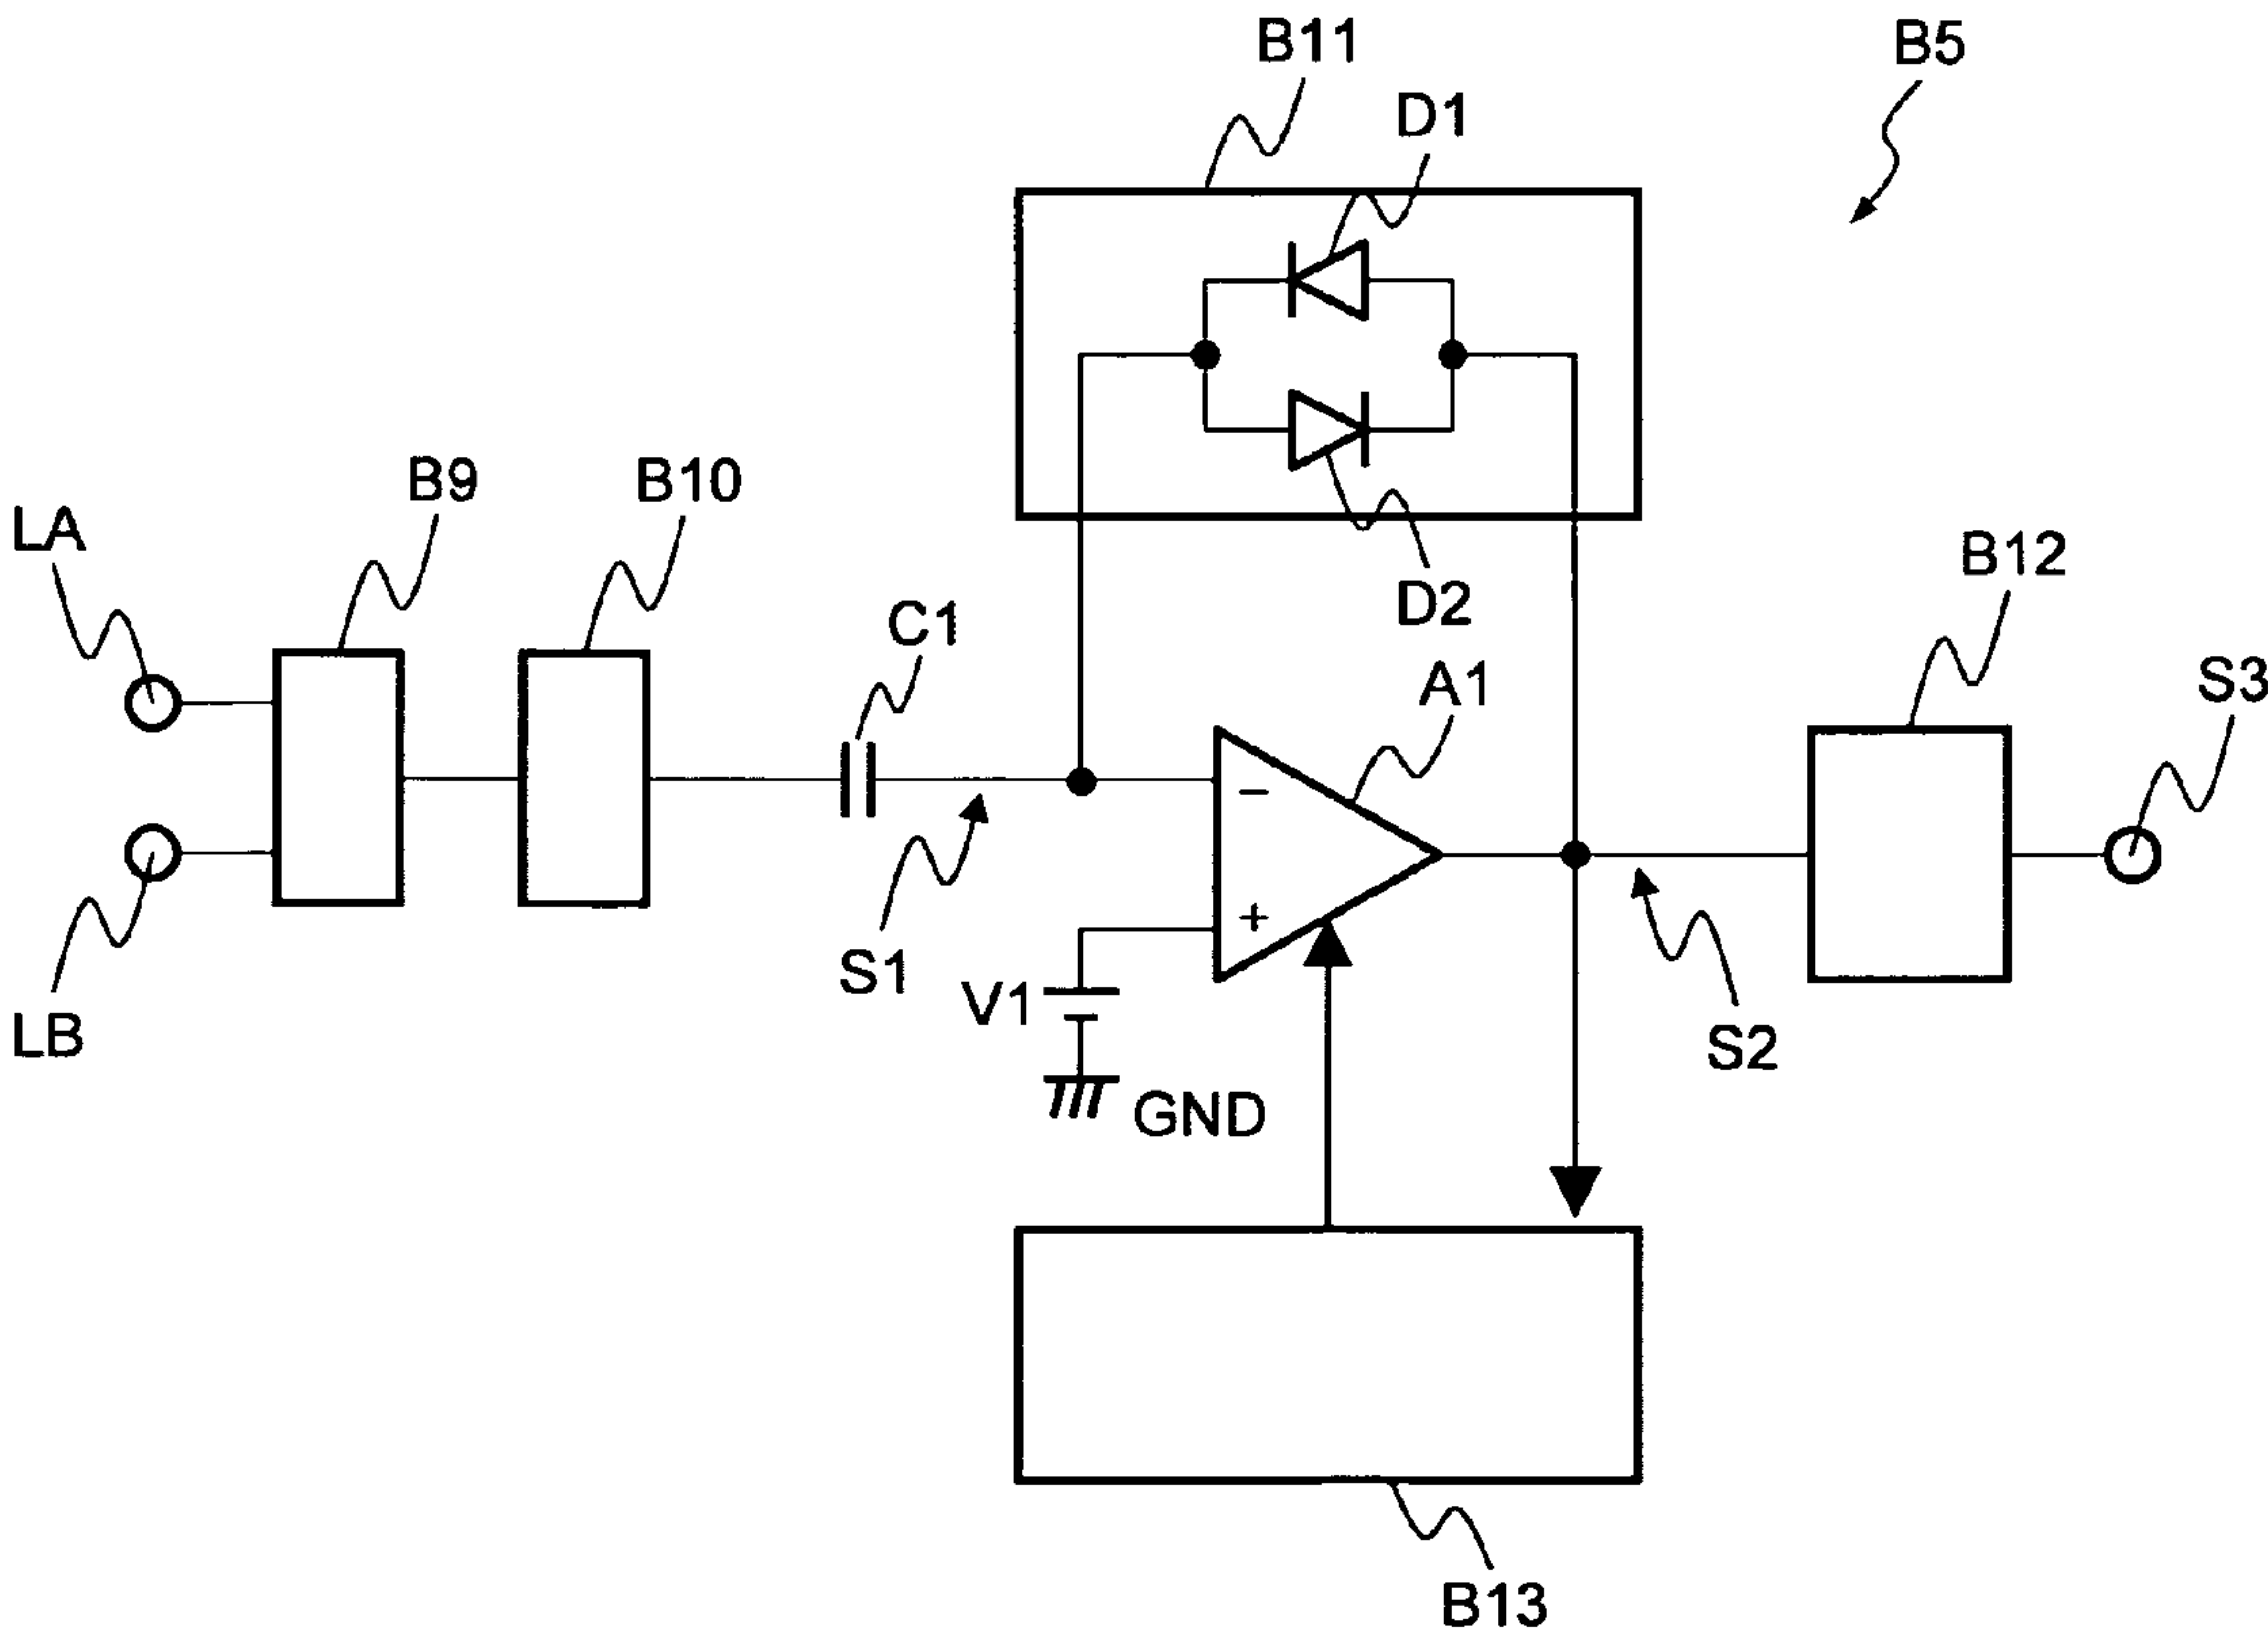 B11
B5
D1
B9
B10
LA
D2
B12
C1
A1
S3
−
+
S1
V1
LB
S2
GND
B13